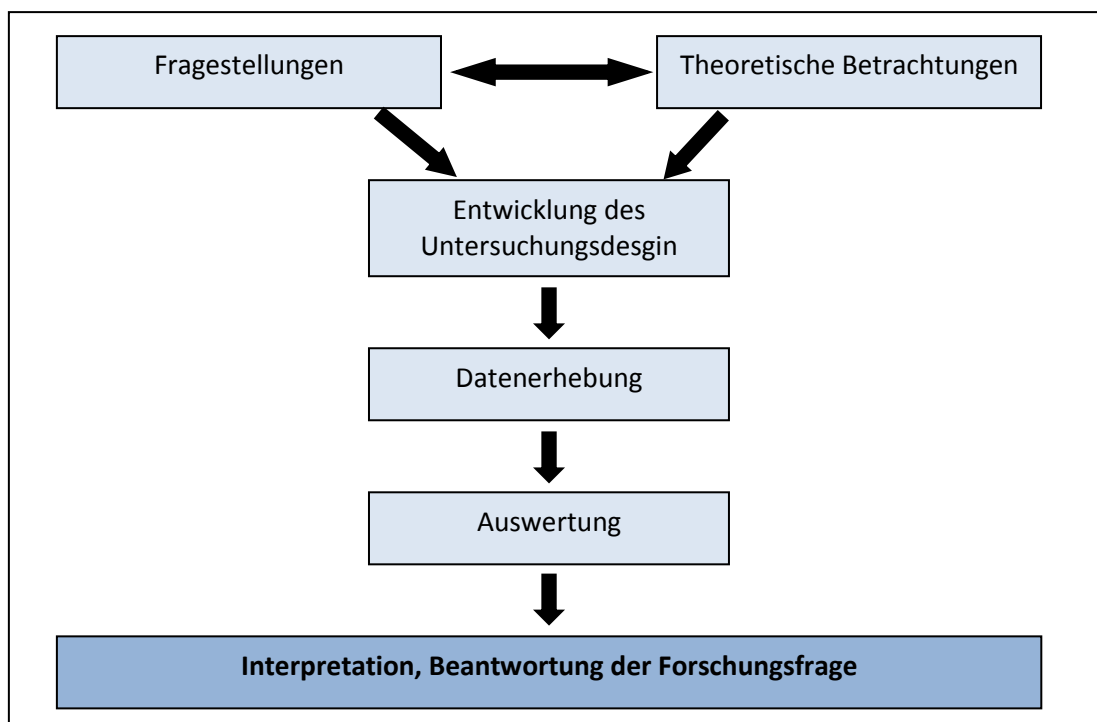 Fragestellungen
Theoretische Betrachtungen
Entwicklung des
Untersuchungsdesgin
Datenerhebung
Auswertung
Interpretation, Beantwortung der Forschungsfrage